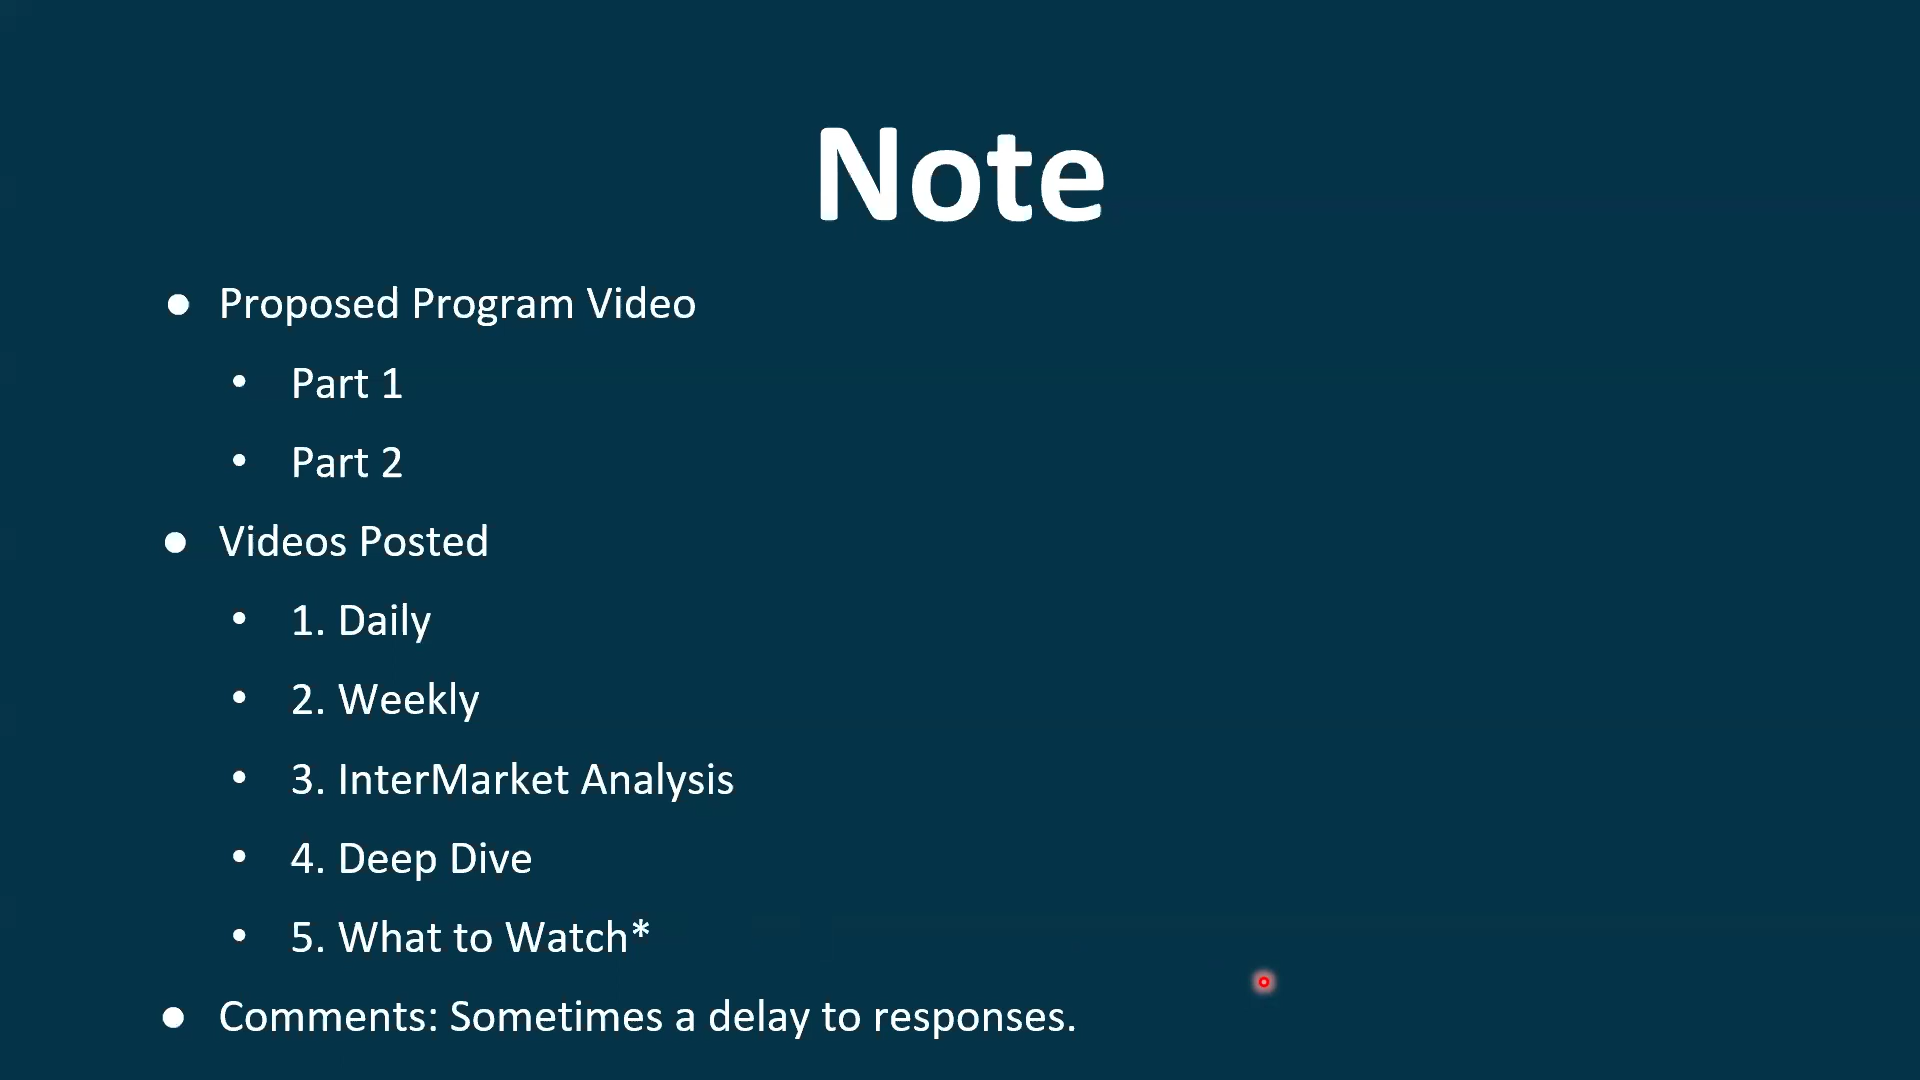 Note
● Proposed Program Video
• Part 1
• Part 2
● Videos Posted
• 1. Daily
• 2. Weekly
• 3. InterMarket Analysis
• 4. Deep Dive
• 5. What to Watch*
● Comments: Sometimes a delay to responses.